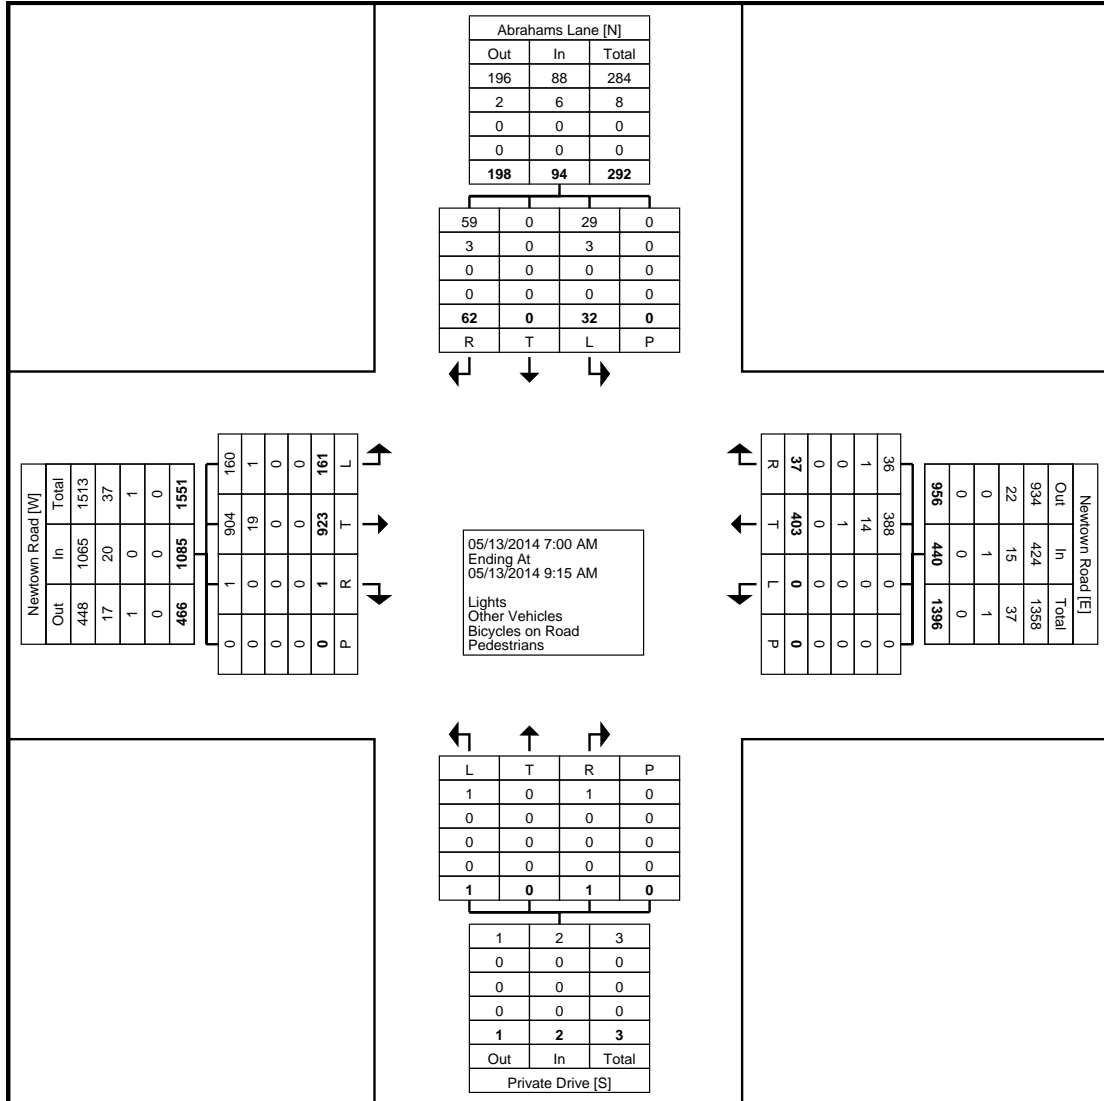 Abrahams Lane [N]
Out In Total
196 88 284
2 6 8
0 0 0
0 0 0
198 94 292
59 0 29 0
3 0 3 0
0 0 0 0
0 0 0 0
62 0 32 0
R T L P
Newtown Road [W]
Total In Out
1513 1065 448
37 20 17
1 0 1
0 0 0
1551 1085 466
160 904 1 0
1 19 0 0
0 0 0 0
0 0 0 0
161 923 1 0
L T R P
05/13/2014 7:00 AM
Ending At
05/13/2014 9:15 AM
Lights
Other Vehicles
Bicycles on Road
Pedestrians
Newtown Road [E]
Out In Total
934 424 1358
22 15 37
0 1 1
0 0 0
956 440 1396
36 388 0 0
1 14 0 0
0 1 0 0
0 0 0 0
37 403 0 0
R T L P
L T R P
1 0 1 0
0 0 0 0
0 0 0 0
0 0 0 0
1 0 1 0
1 2 3
0 0 0
0 0 0
0 0 0
1 2 3
Out In Total
Private Drive [S]